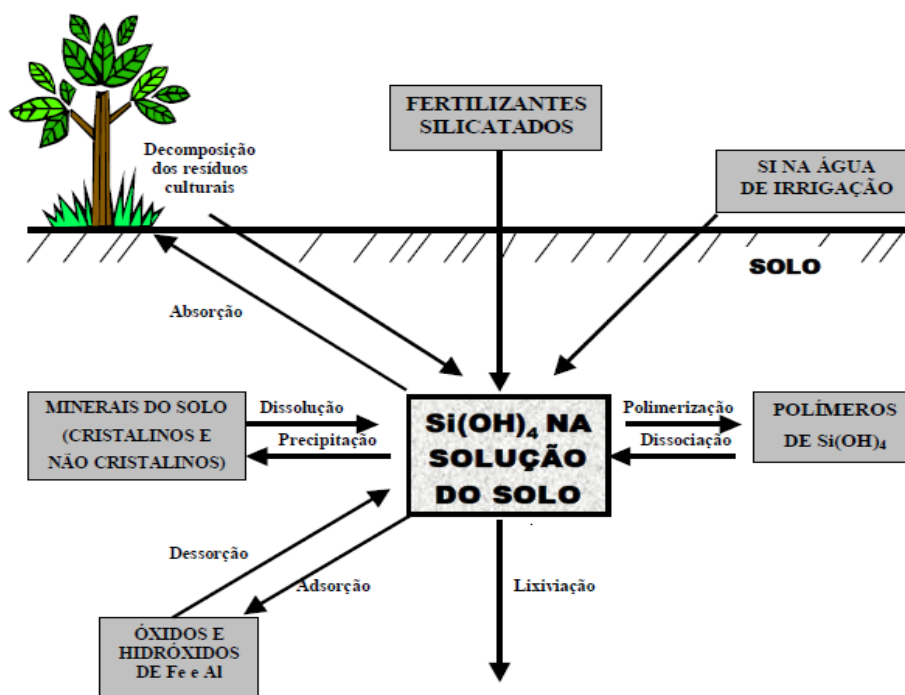 FERTILIZANTES
SILICATADOS
Decomposição
dos resíduos
culturais
SI NA ÁGUA
DE IRRIGAÇÃO
SOLO
Absorção
MINERAIS DO SOLO
(CRISTALINOS E
NÃO CRISTALINOS)
Dissolução
Precipitação
Si(OH)₄ NA
SOLUÇÃO
DO SOLO
Polimerização
Dissociação
POLÍMEROS
DE Si(OH)₄
Dessorção
Adsorção
Lixiviação
ÓXIDOS E
HIDRÓXIDOS
DE Fe e Al